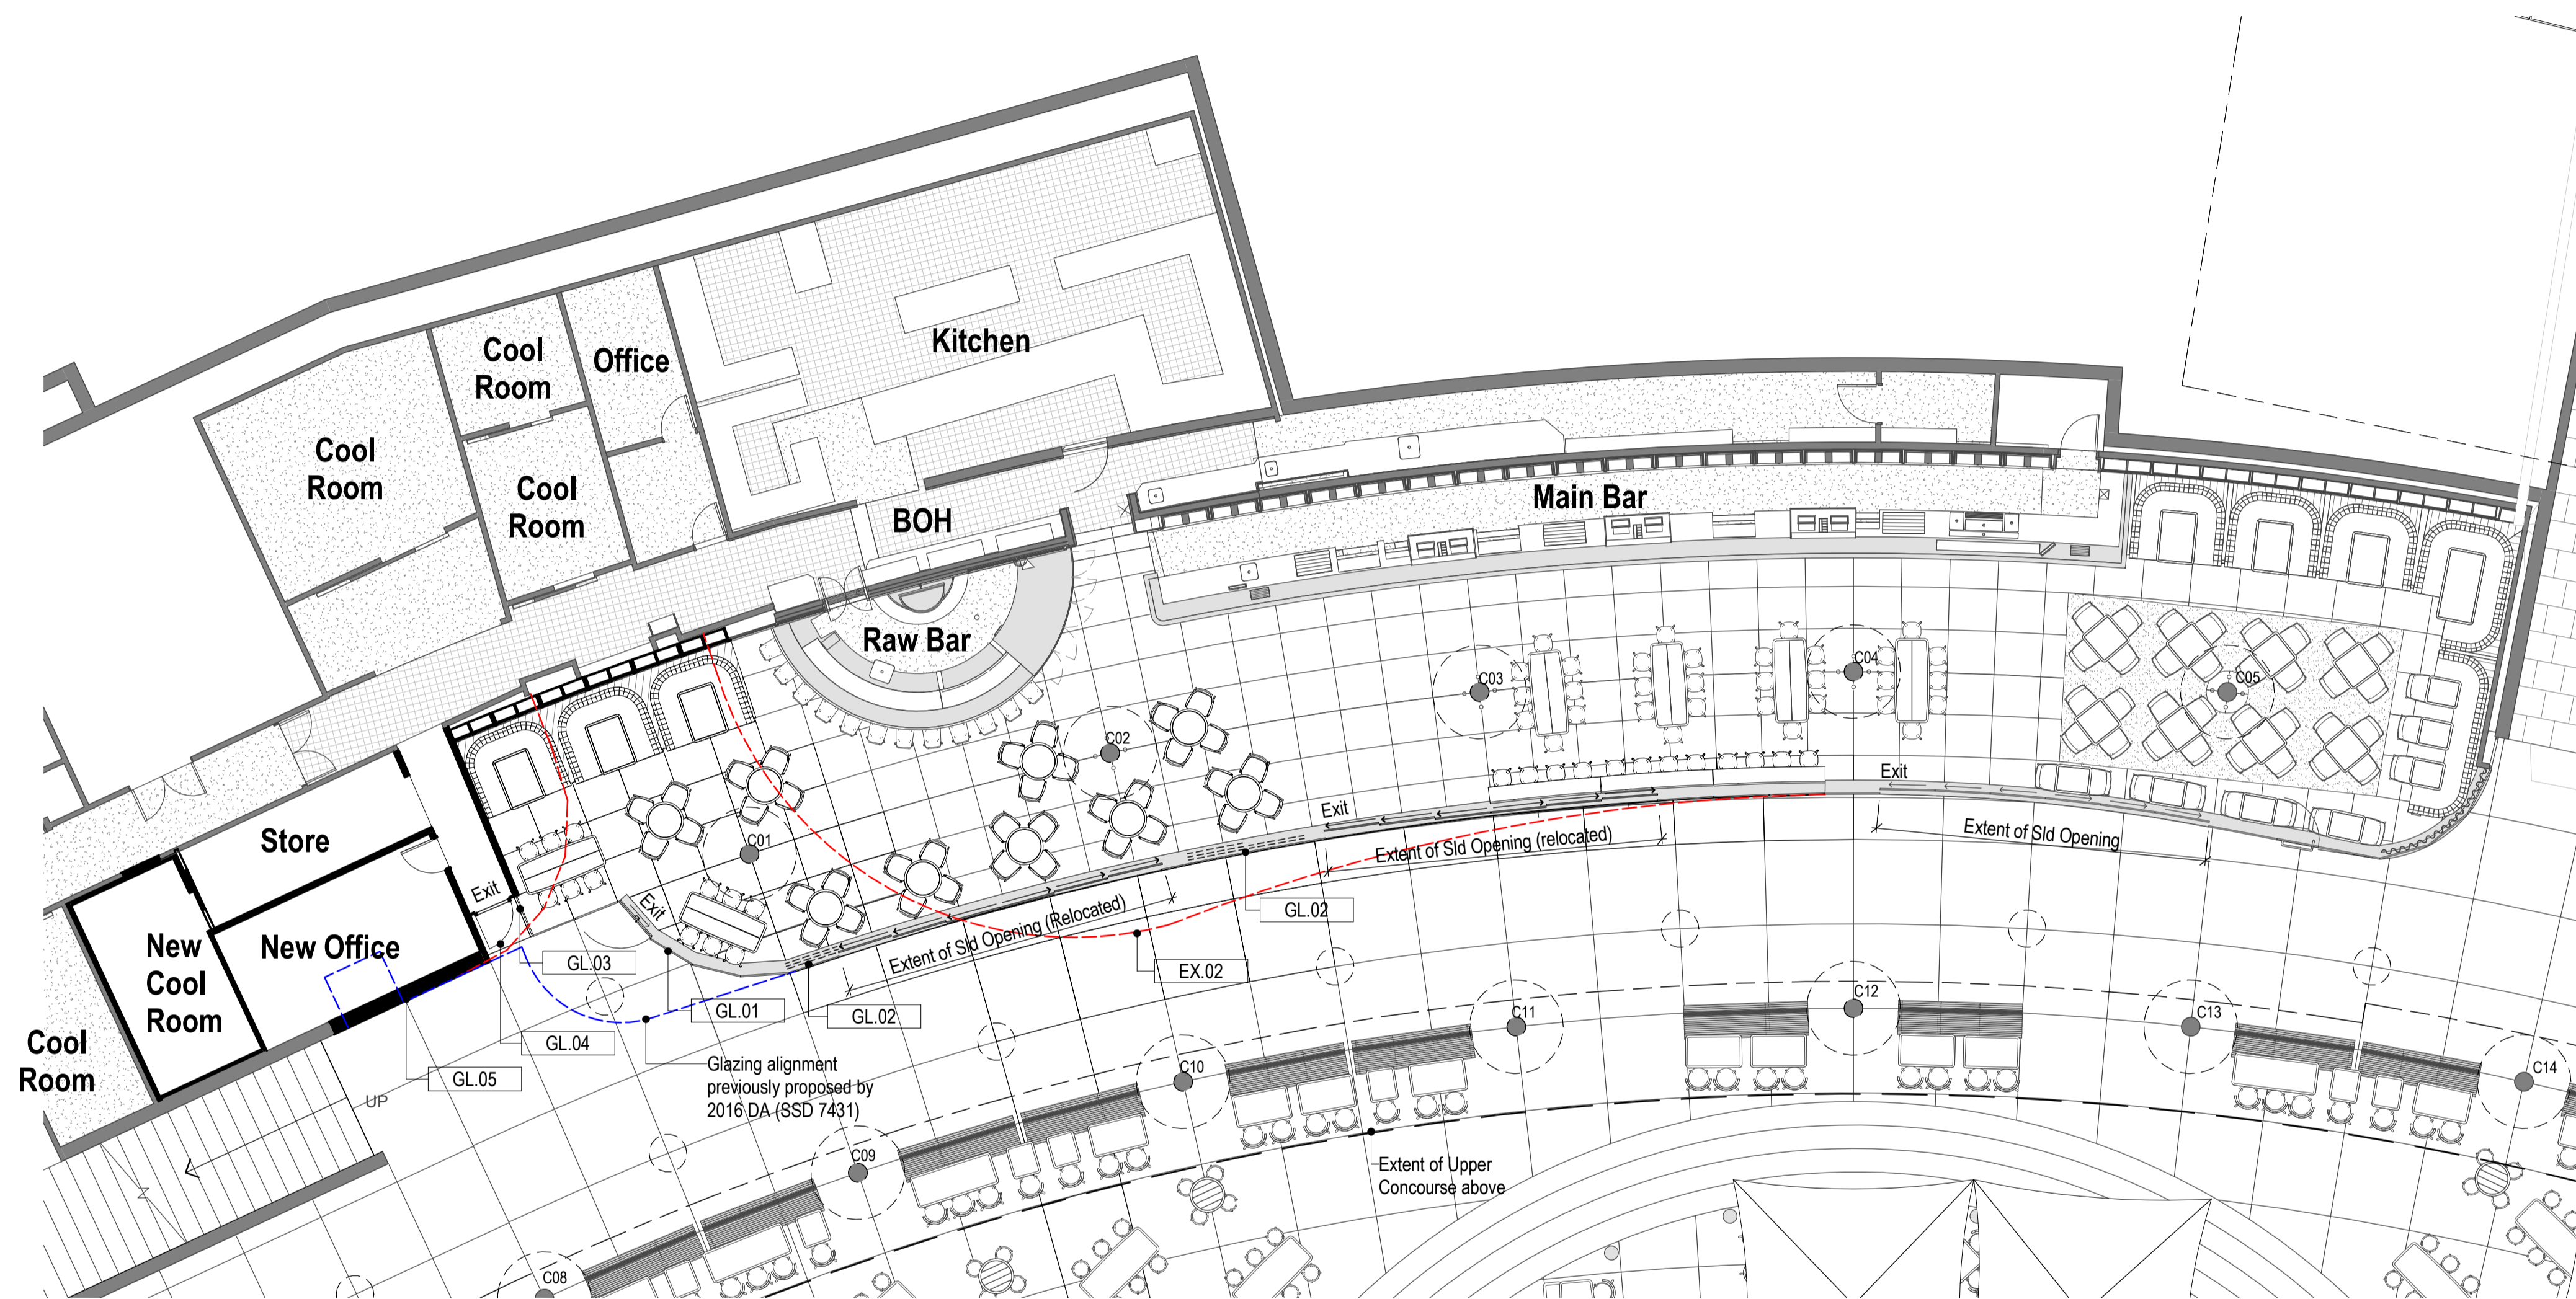 Kitchen
Cool
Room
Office
Cool
Room
Cool
Room
BOH
Main Bar
Raw Bar
C03
C04
C05
C02
C01
Store
Exit
Exit
Exit
Exit
Extent of Sld Opening
Extent of Sld Opening (relocated)
Extent of Sld Opening (Relocated)
New
Cool
Room
New Office
GL.02
GL.03
EX.02
GL.01
GL.02
GL.04
GL.05
Glazing alignment
previously proposed by
2016 DA (SSD 7431)
Cool
Room
UP
C12
C11
C13
C10
C14
C09
C08
Extent of Upper
Concourse above